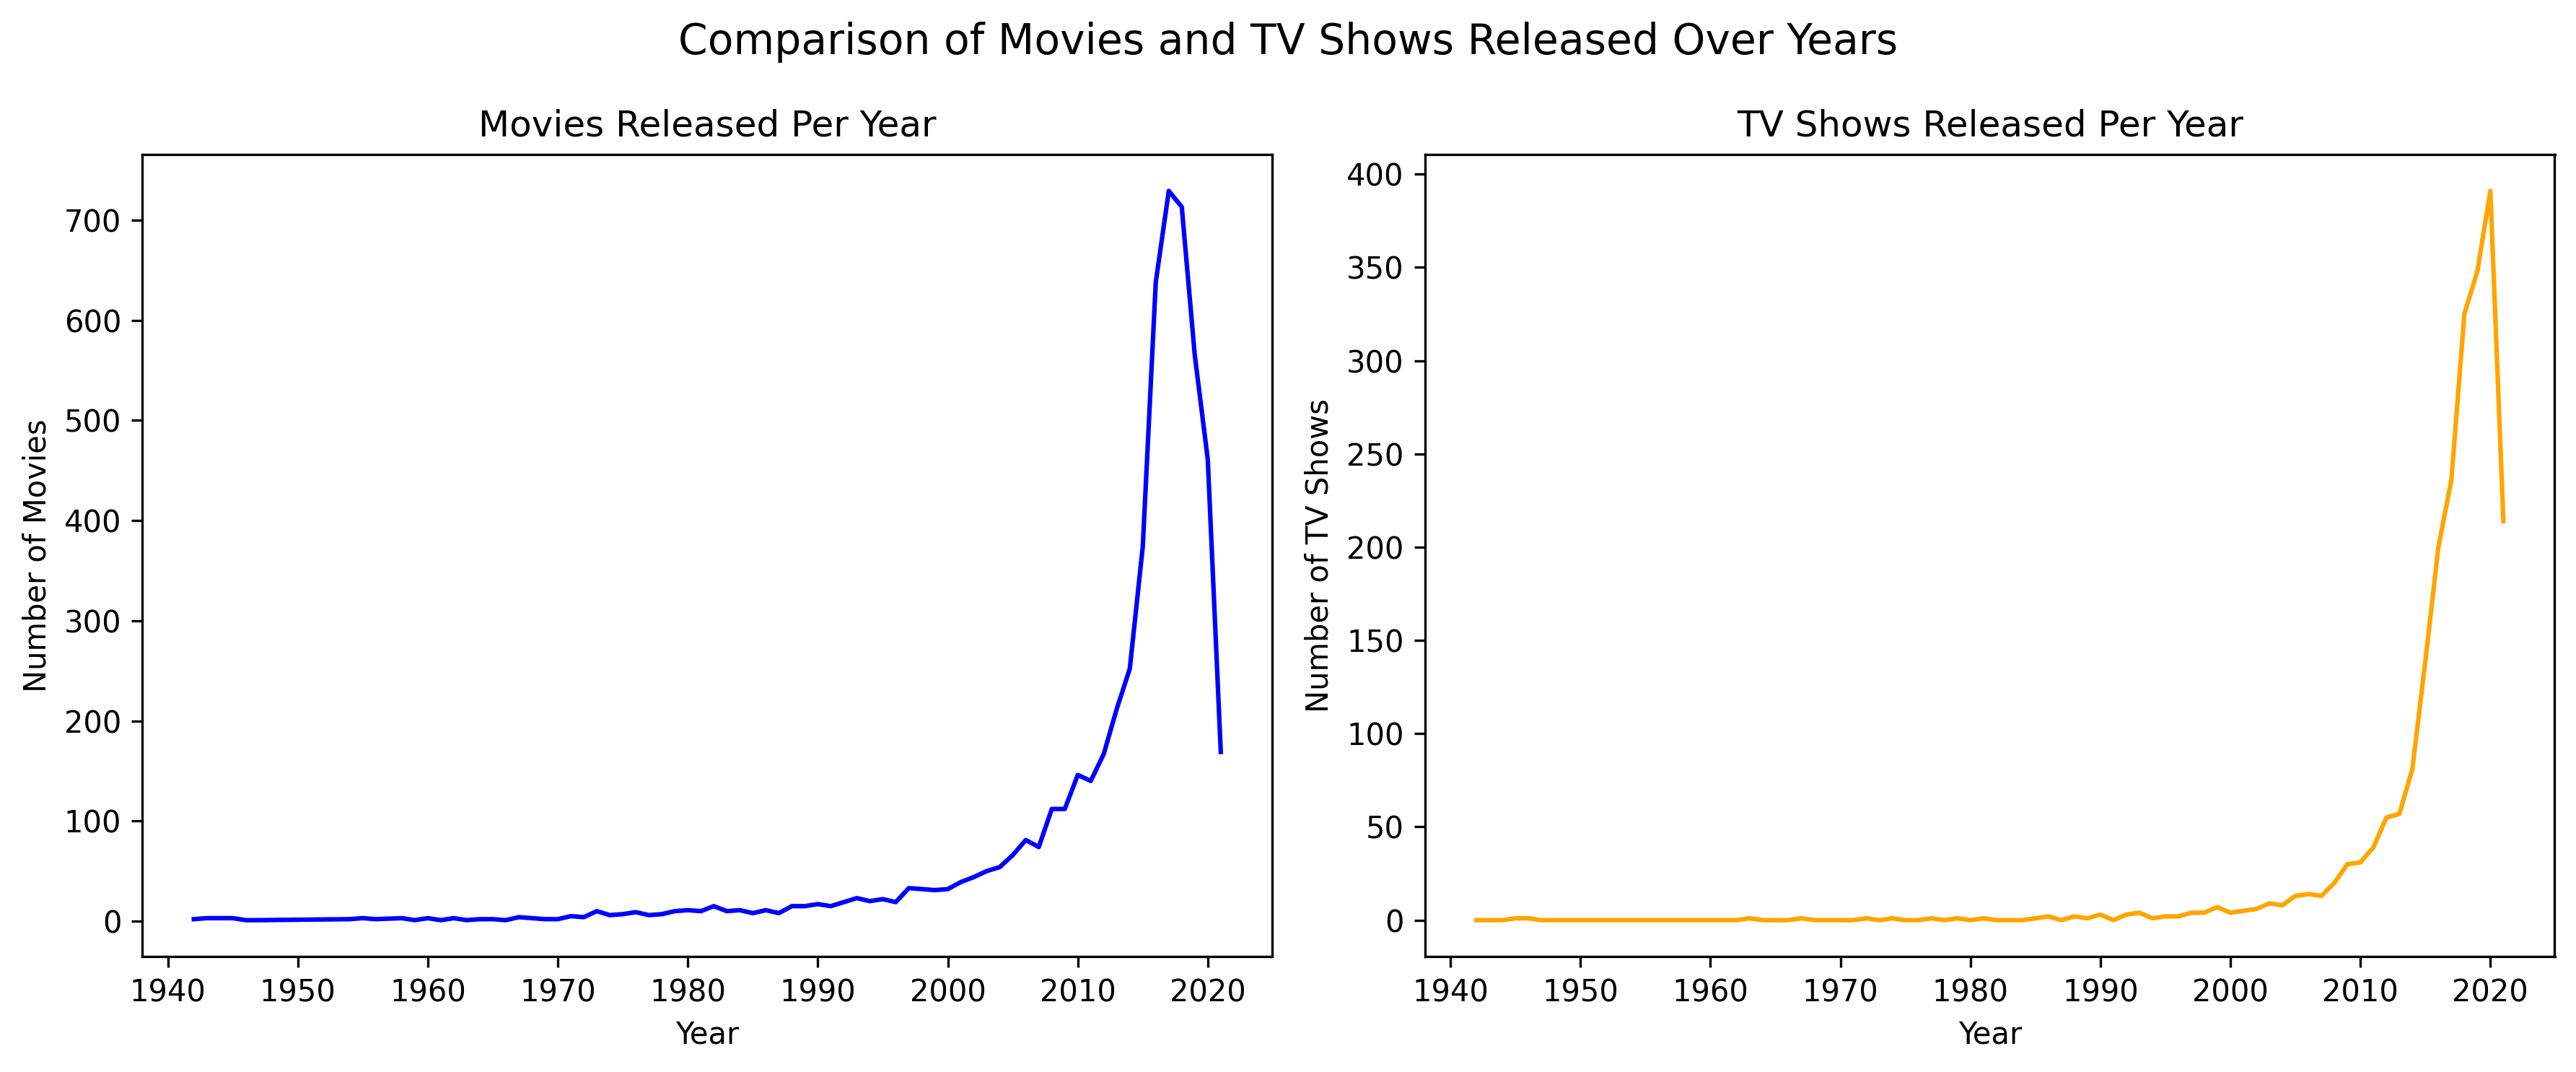 Comparison of Movies and TV Shows Released Over Years
Movies Released Per Year
700
600
500
400
300
200
100
0
Number of Movies
1940 1950 1960 1970 1980 1990 2000 2010 2020
Year
TV Shows Released Per Year
400
350
300
250
200
150
100
50
0
Number of TV Shows
1940 1950 1960 1970 1980 1990 2000 2010 2020
Year